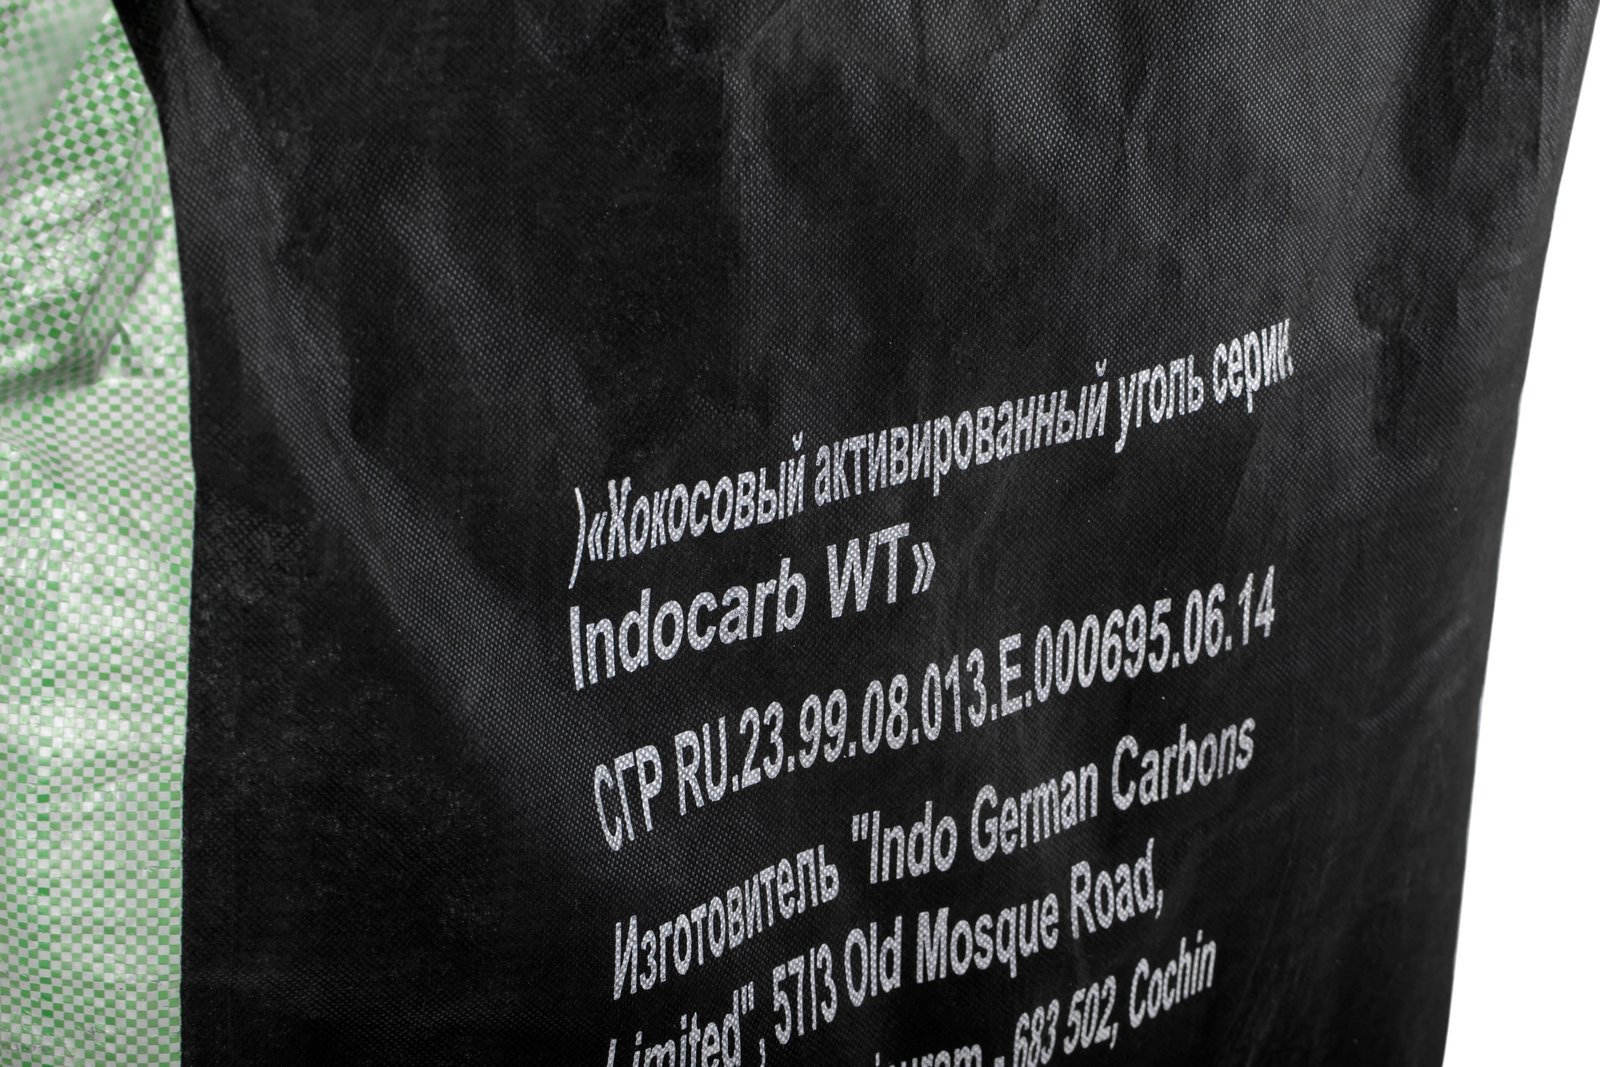 )«Кокосовый активированный уголь серии
Indocarb WT»
СГР RU.23.99.08.013.E.000695.06.14
Изготовитель "Indo German Carbons
Limited", 57/3 Old Mosque Road,
- 683 502, Cochin